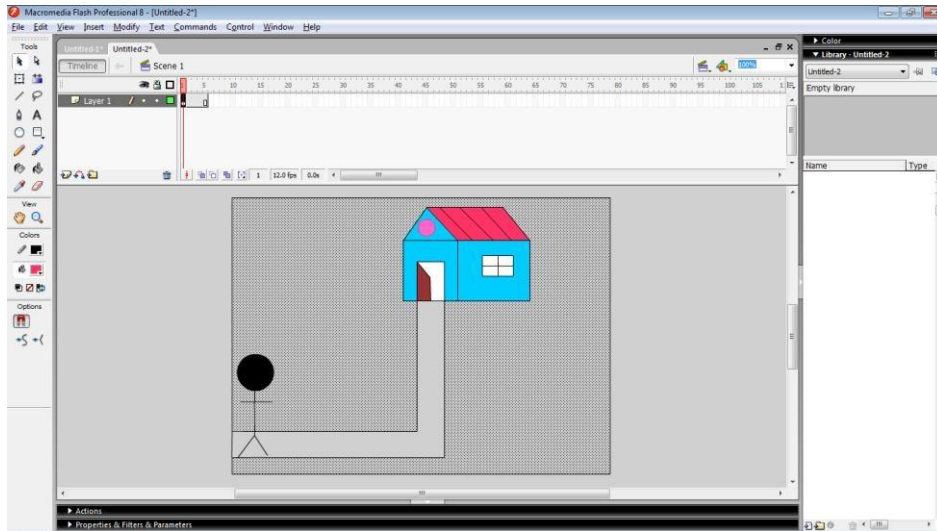 Macromedia Flash Professional 8 - [Untitled-2*]
File Edit View Insert Modify Text Commands Control Window Help
Tools
Untitled-1* Untitled-2*
Timeline Scene 1 100%
5 10 15 20 25 30 35 40 45 50 55 60 65 70 75 80 85 90 95 100 105
Layer 1
1 12.0 fps 0.0s
View
Colors
Options
Actions
Properties & Filters & Parameters
Color
Library - Untitled-2
Untitled-2
Empty library
Name Type